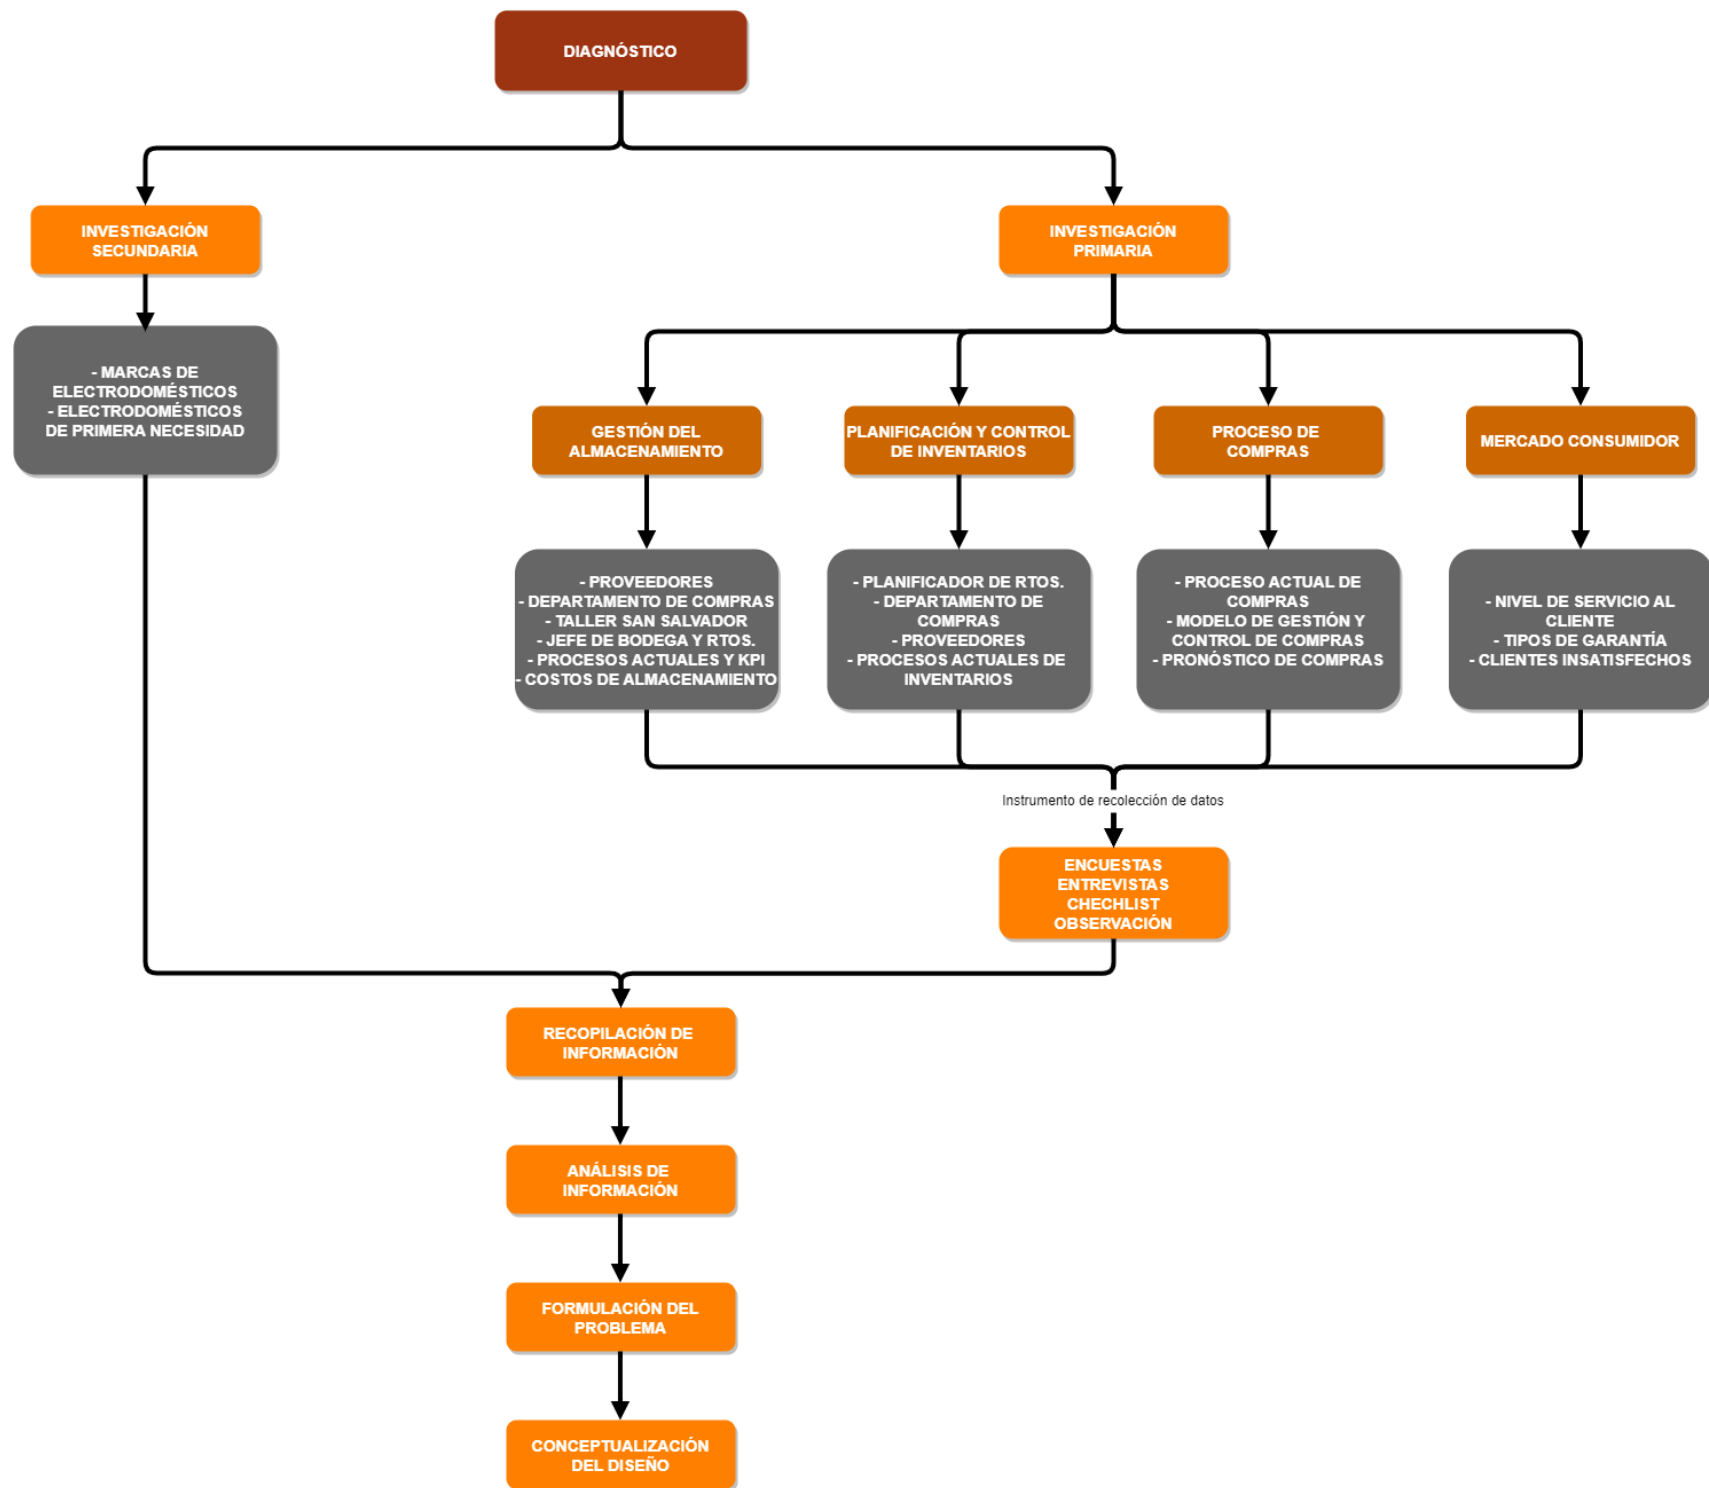 DIAGNÓSTICO
INVESTIGACIÓN
SECUNDARIA
INVESTIGACIÓN
PRIMARIA
- MARCAS DE
ELECTRODOMÉSTICOS
- ELECTRODOMÉSTICOS
DE PRIMERA NECESIDAD
GESTIÓN DEL
ALMACENAMIENTO
PLANIFICACIÓN Y CONTROL
DE INVENTARIOS
PROCESO DE
COMPRAS
MERCADO CONSUMIDOR
- PROVEEDORES
- DEPARTAMENTO DE COMPRAS
- TALLER SAN SALVADOR
- JEFE DE BODEGA Y RTOS.
- PROCESOS ACTUALES Y KPI
- COSTOS DE ALMACENAMIENTO
- PLANIFICADOR DE RTOS.
- DEPARTAMENTO DE
COMPRAS
- PROVEEDORES
- PROCESOS ACTUALES DE
INVENTARIOS
- PROCESO ACTUAL DE
COMPRAS
- MODELO DE GESTIÓN Y
CONTROL DE COMPRAS
- PRONÓSTICO DE COMPRAS
- NIVEL DE SERVICIO AL
CLIENTE
- TIPOS DE GARANTÍA
- CLIENTES INSATISFECHOS
Instrumento de recolección de datos
ENCUESTAS
ENTREVISTAS
CHECHLIST
OBSERVACIÓN
RECOPILACIÓN DE
INFORMACIÓN
ANÁLISIS DE
INFORMACIÓN
FORMULACIÓN DEL
PROBLEMA
CONCEPTUALIZACIÓN
DEL DISEÑO